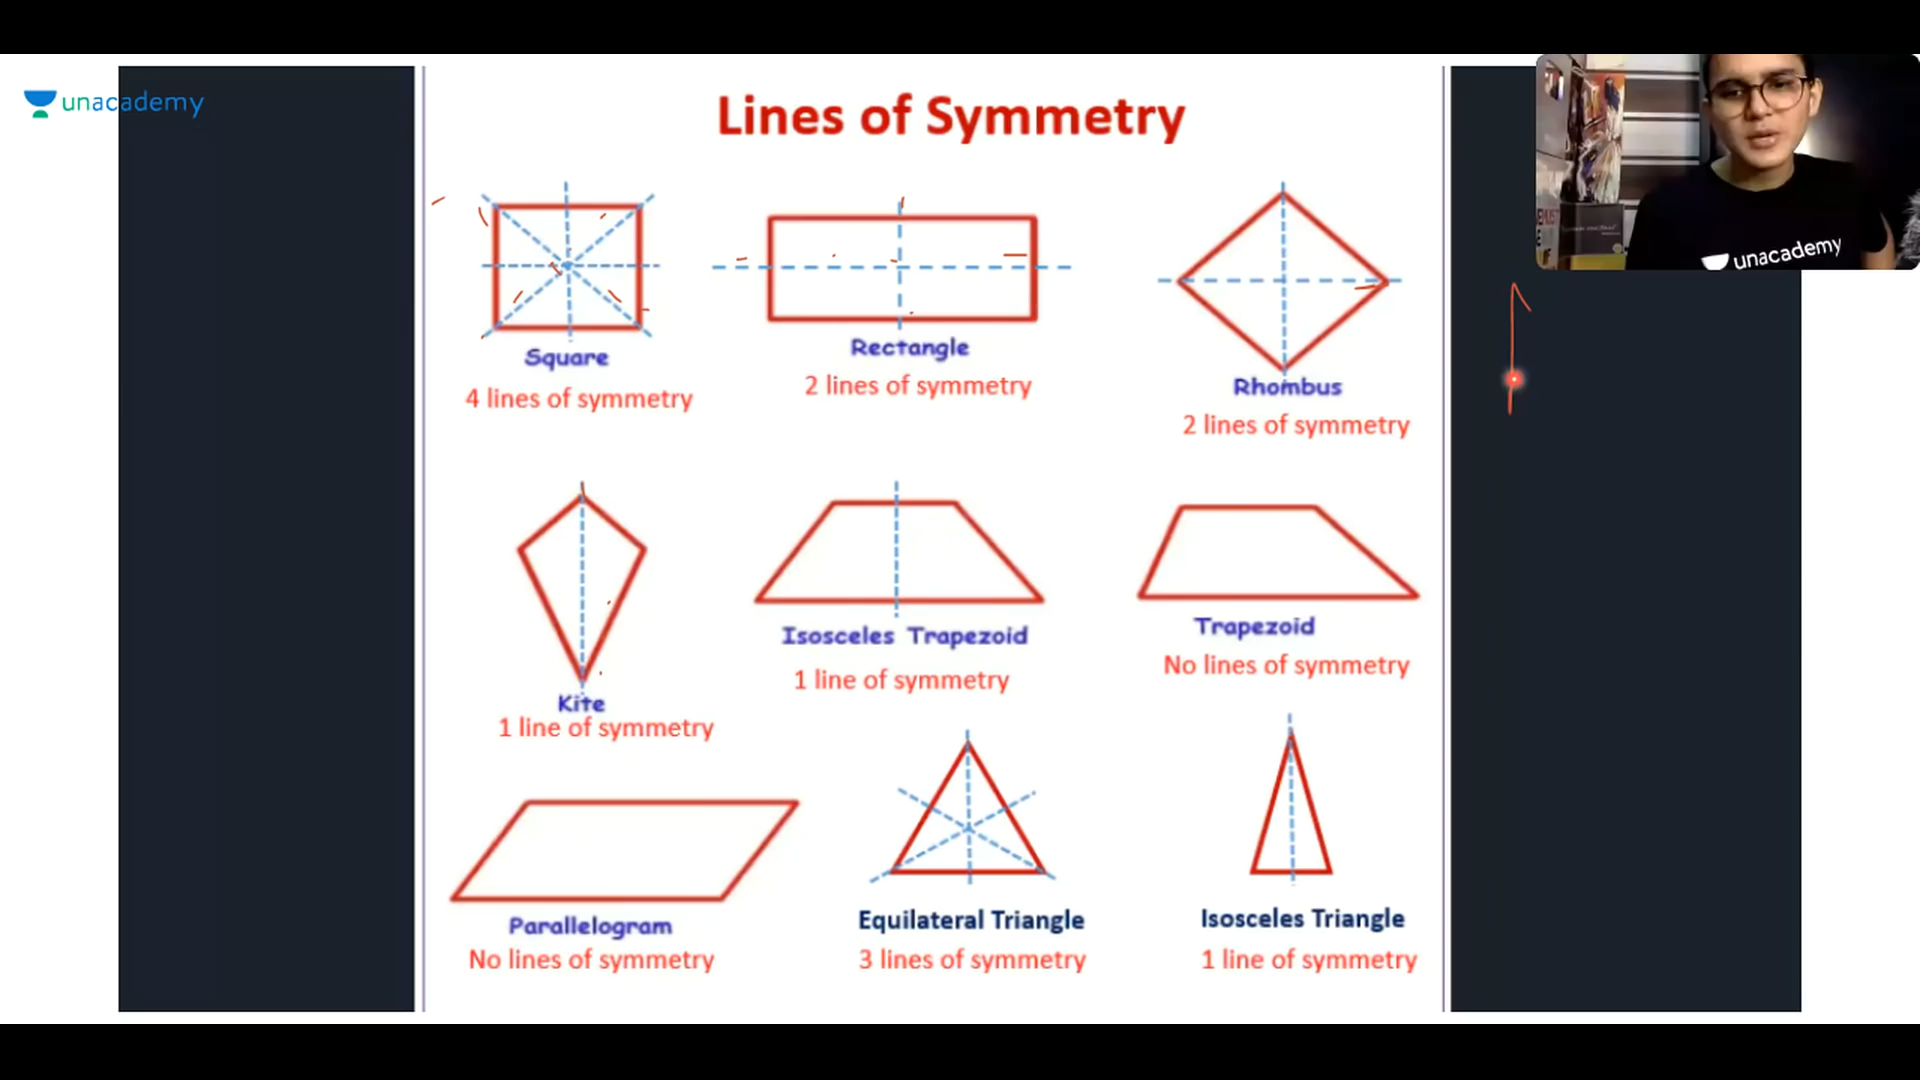 unacademy
Lines of Symmetry
unacademy
Square
4 lines of symmetry
Rectangle
2 lines of symmetry
Rhombus
2 lines of symmetry
Kite
1 line of symmetry
Isosceles Trapezoid
1 line of symmetry
Trapezoid
No lines of symmetry
Parallelogram
No lines of symmetry
Equilateral Triangle
3 lines of symmetry
Isosceles Triangle
1 line of symmetry